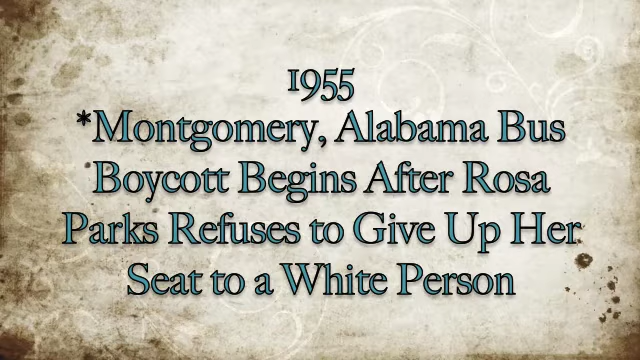 1955
*Montgomery, Alabama Bus
Boycott Begins After Rosa
Parks Refuses to Give Up Her
Seat to a White Person